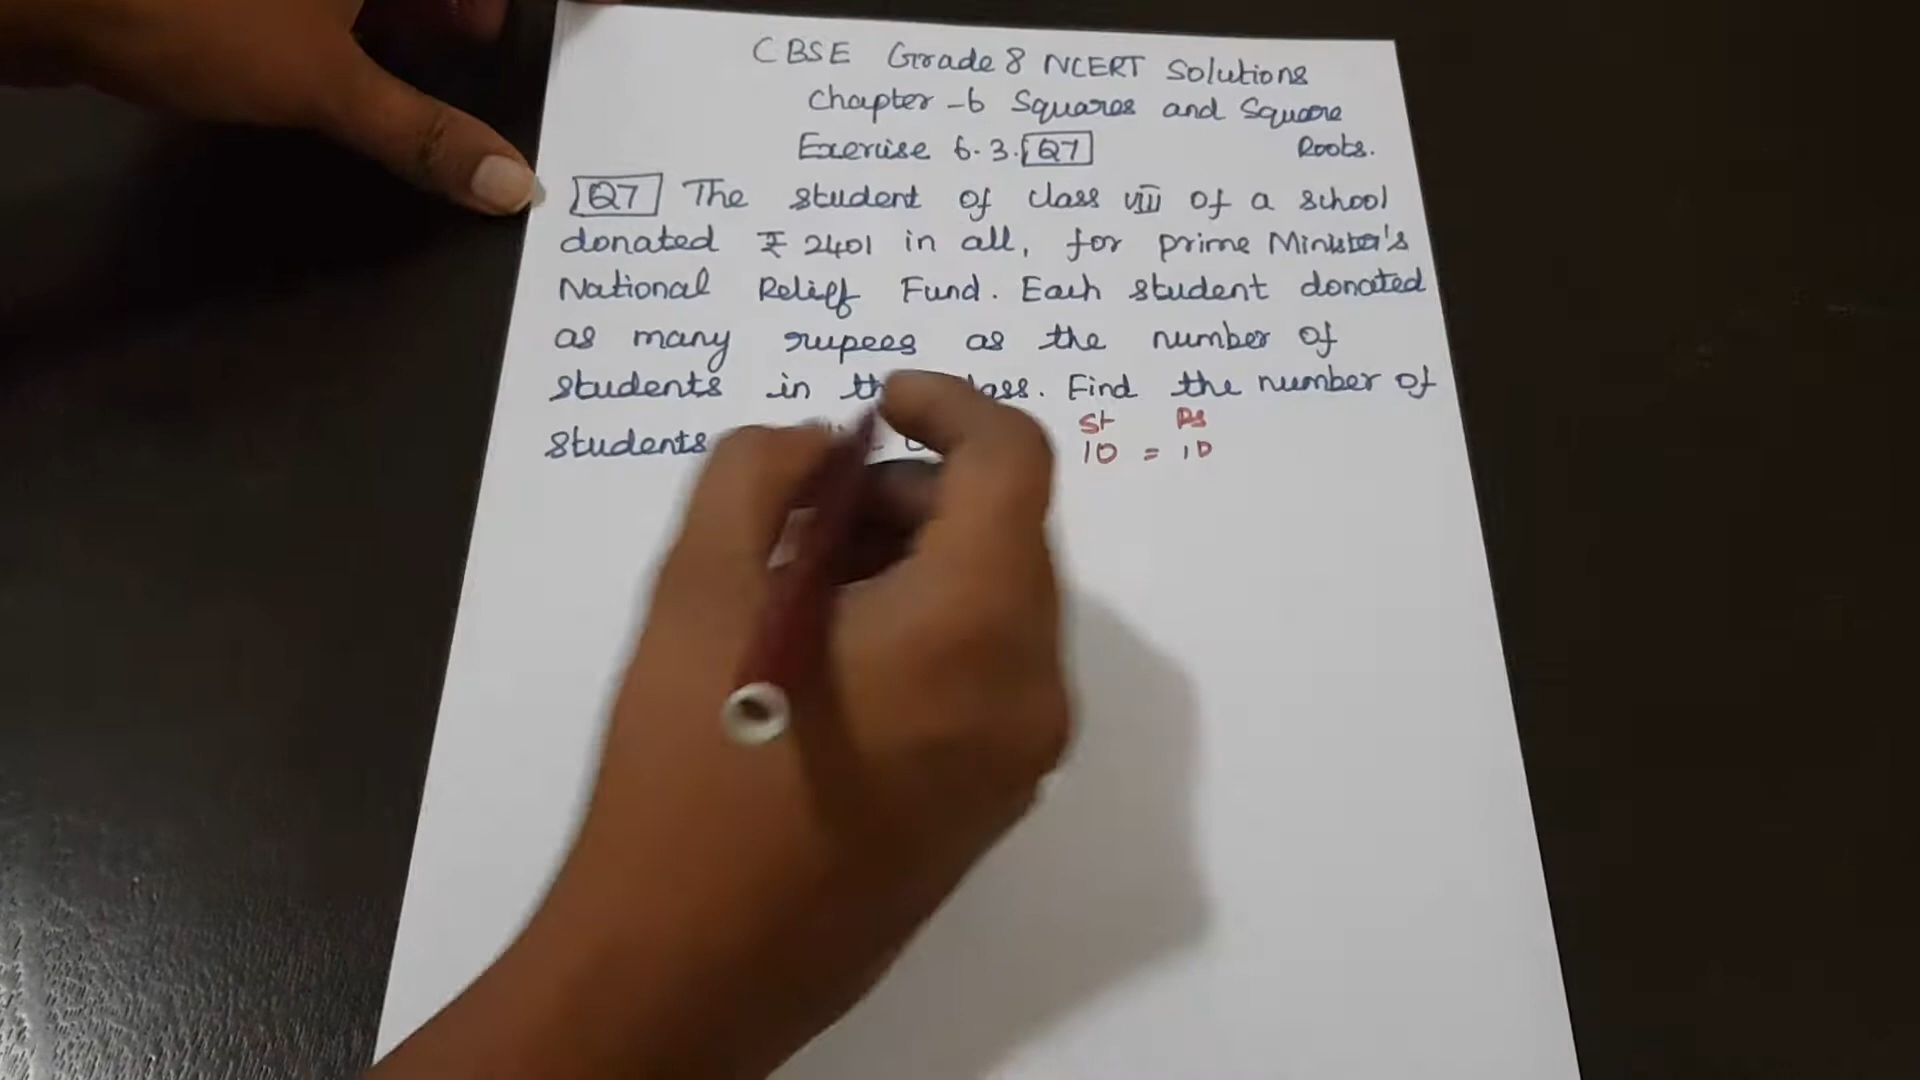 CBSE Grade 8 NCERT Solutions
Chapter -6 Squares and Square
Roots.
Exercise 6.3. Q7
Q7 The student of class VIII of a school
donated ₹ 2401 in all, for prime Minister's
National Relief Fund. Each student donated
as many rupees as the number of
students in the class. Find the number of
students
St Rs
10 = 10